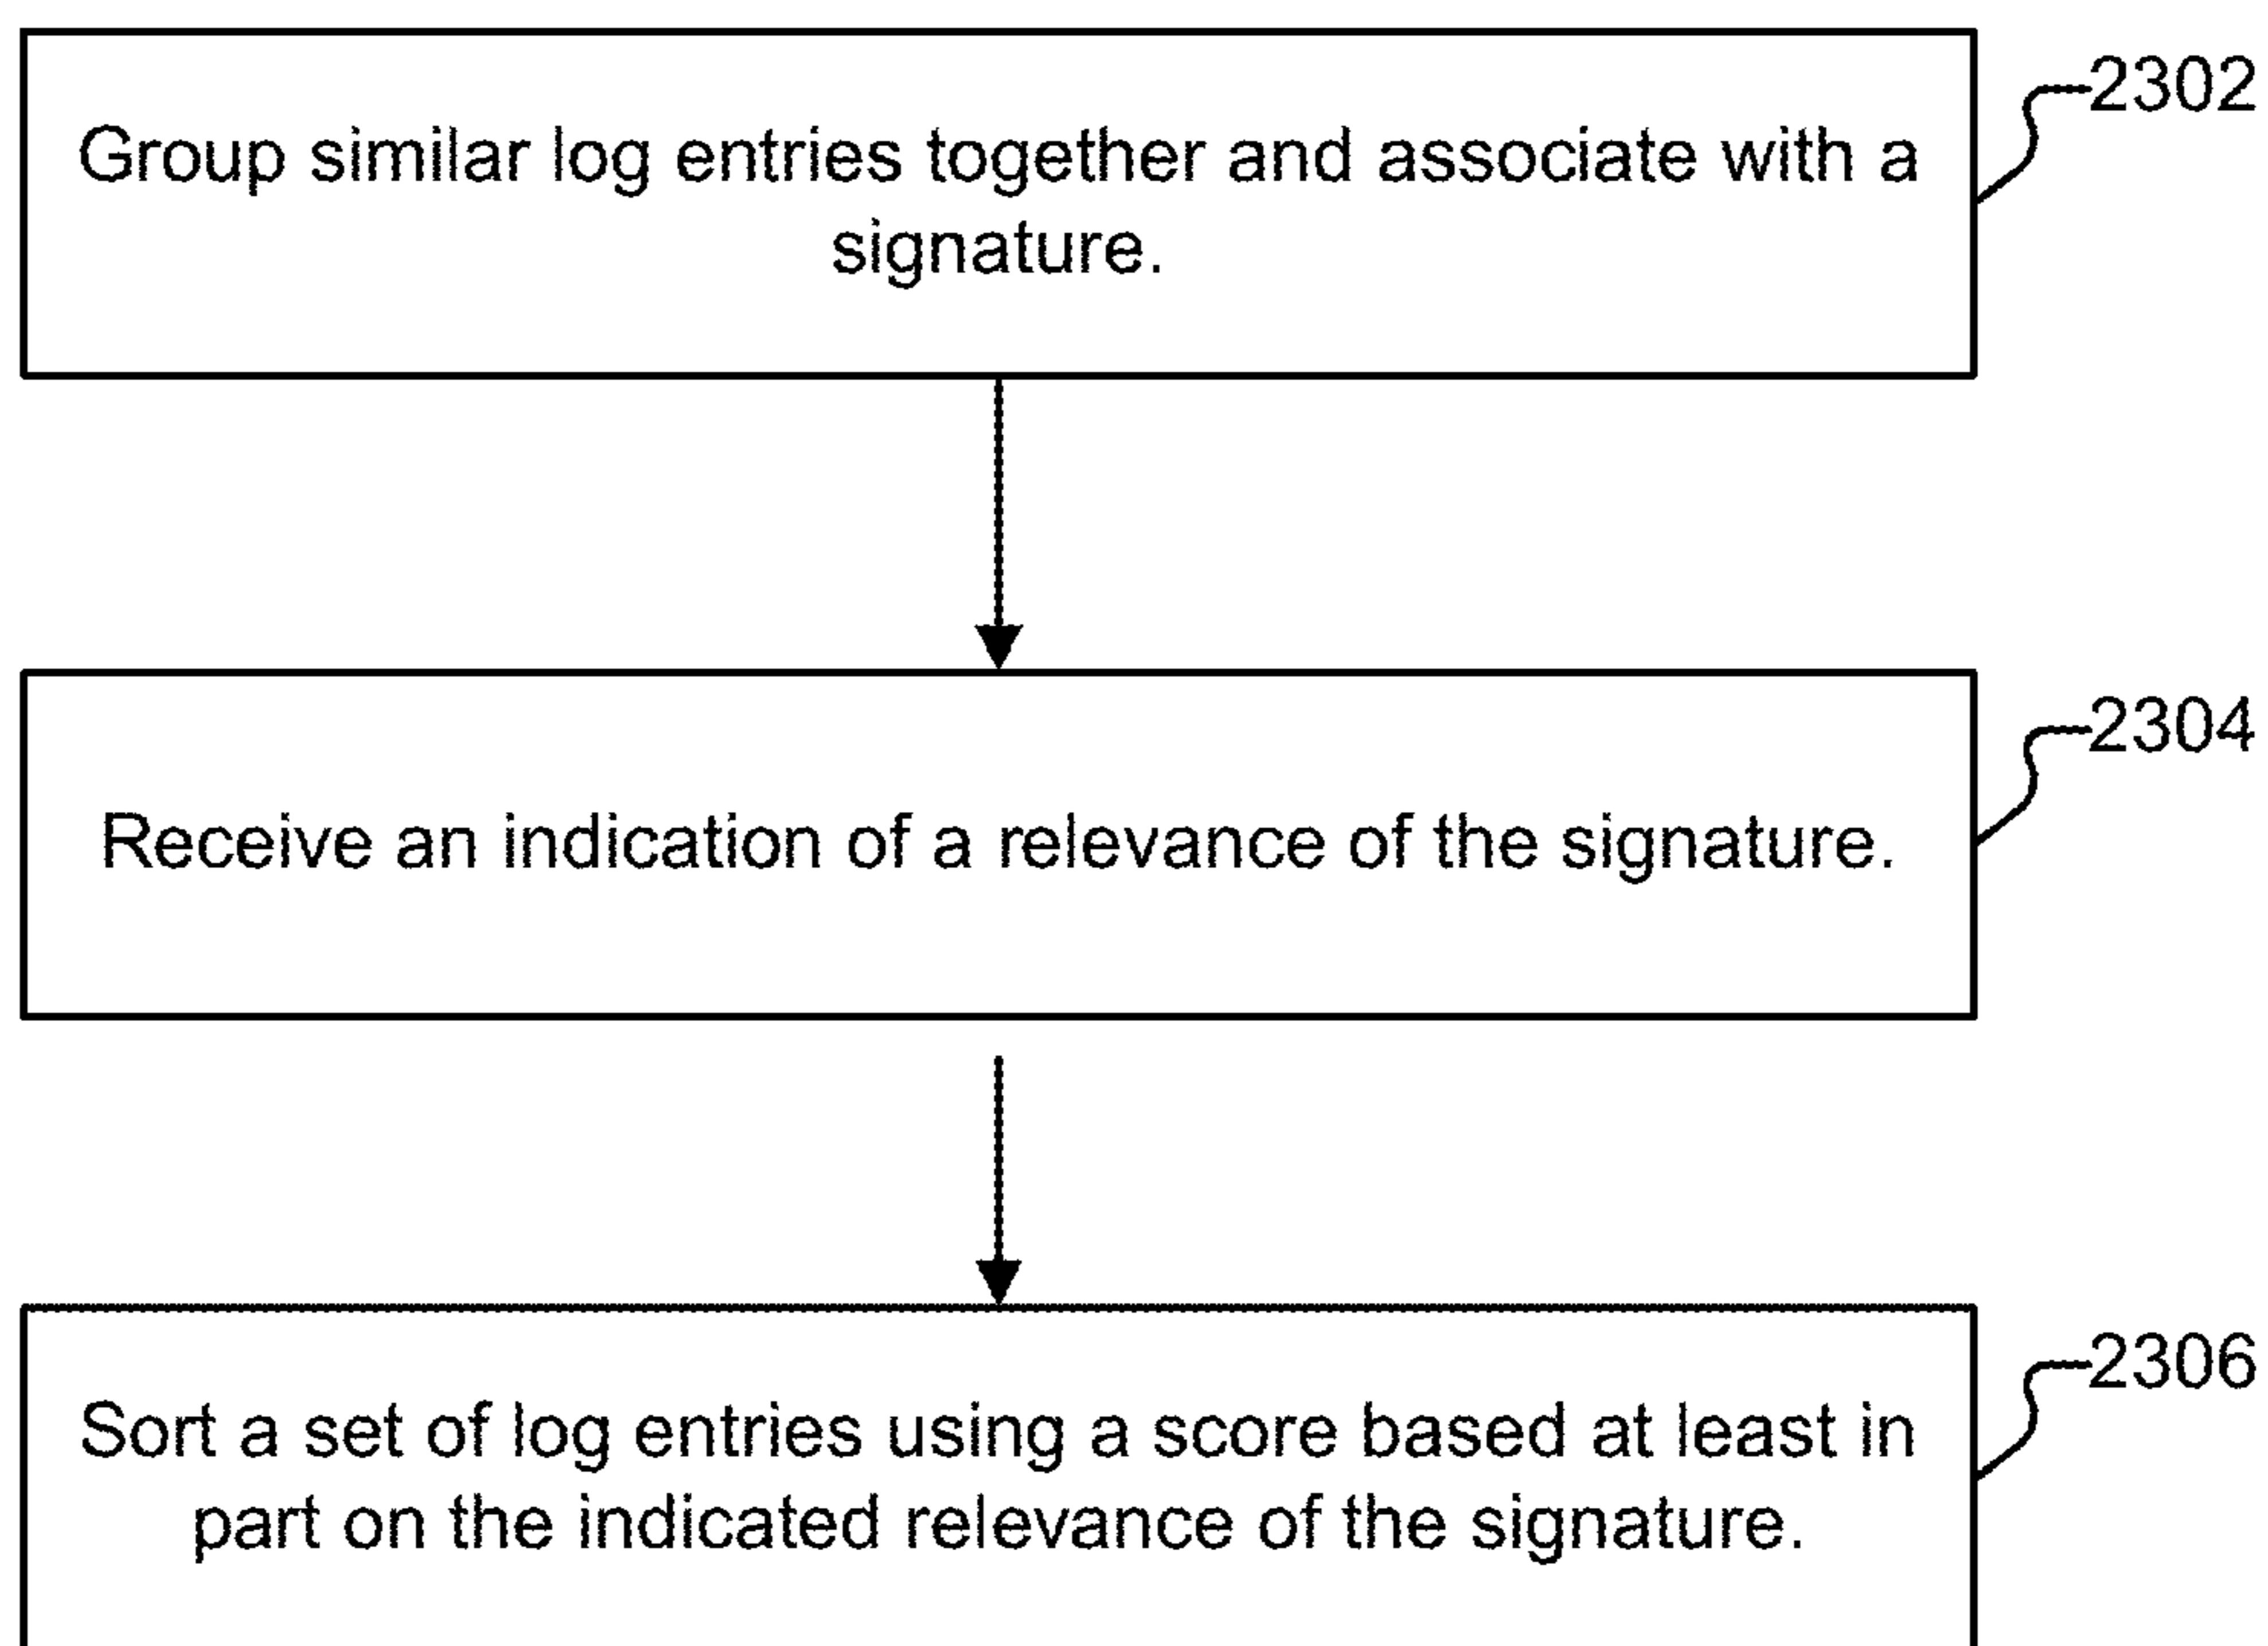 2302
Group similar log entries together and associate with a
signature.
2304
Receive an indication of a relevance of the signature.
2306
Sort a set of log entries using a score based at least in
part on the indicated relevance of the signature.